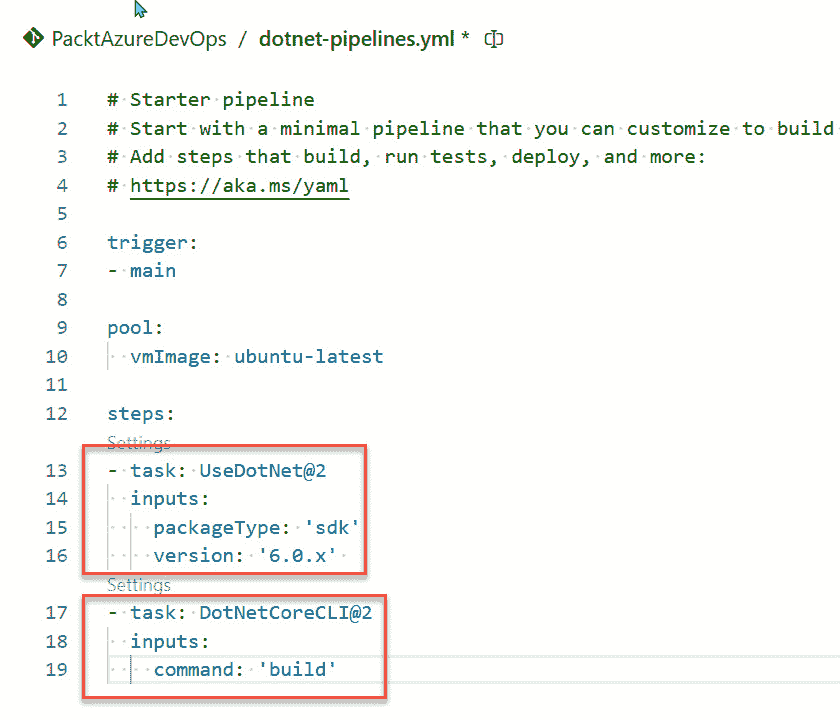 PacktAzureDevOps / dotnet-pipelines.yml *
1 # Starter pipeline
2 # Start with a minimal pipeline that you can customize to build
3 # Add steps that build, run tests, deploy, and more:
4 # https://aka.ms/yaml
5
6 trigger:
7 - main
8
9 pool:
10   vmImage: ubuntu-latest
11
12 steps:
Settings
13 - task: UseDotNet@2
14   inputs:
15     packageType: 'sdk'
16     version: '6.0.x'
Settings
17 - task: DotNetCoreCLI@2
18   inputs:
19     command: 'build'